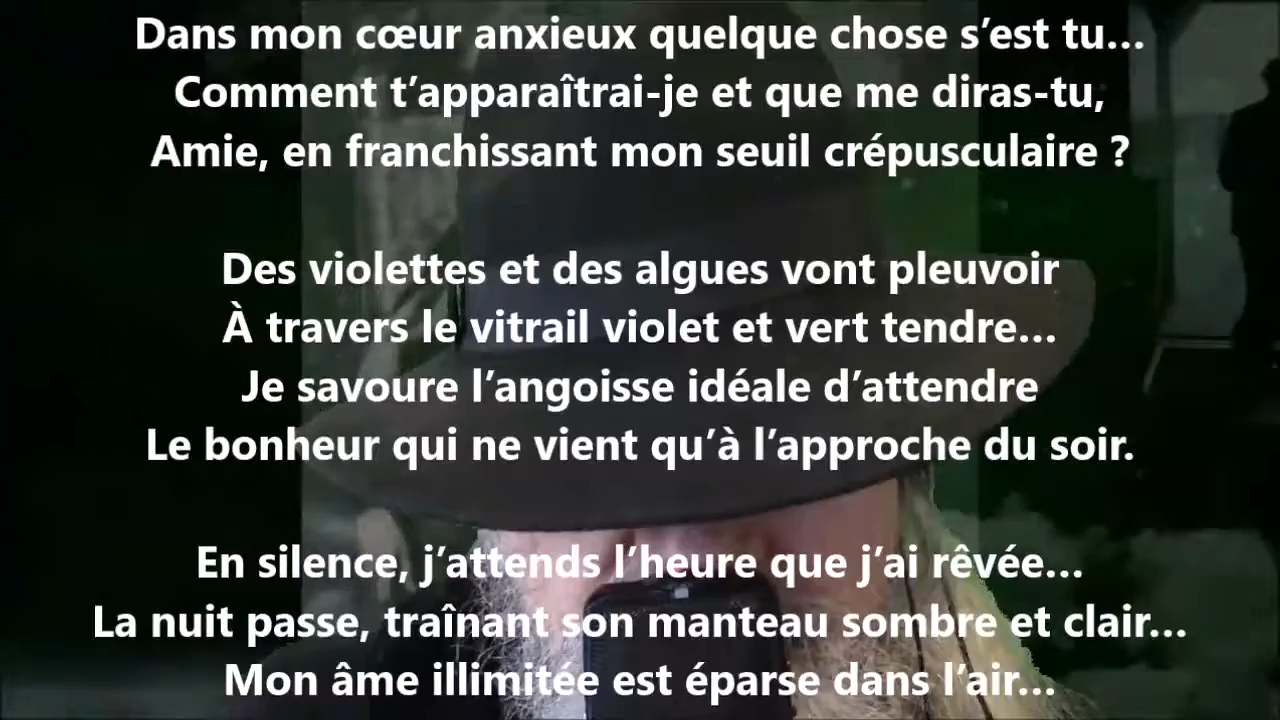 Dans mon cœur anxieux quelque chose s’est tu…
Comment t’apparaîtrai-je et que me diras-tu,
Amie, en franchissant mon seuil crépusculaire ?
Des violettes et des algues vont pleuvoir
À travers le vitrail violet et vert tendre…
Je savoure l’angoisse idéale d’attendre
Le bonheur qui ne vient qu’à l’approche du soir.
En silence, j’attends l’heure que j’ai rêvée…
La nuit passe, traînant son manteau sombre et clair…
Mon âme illimitée est éparse dans l’air…